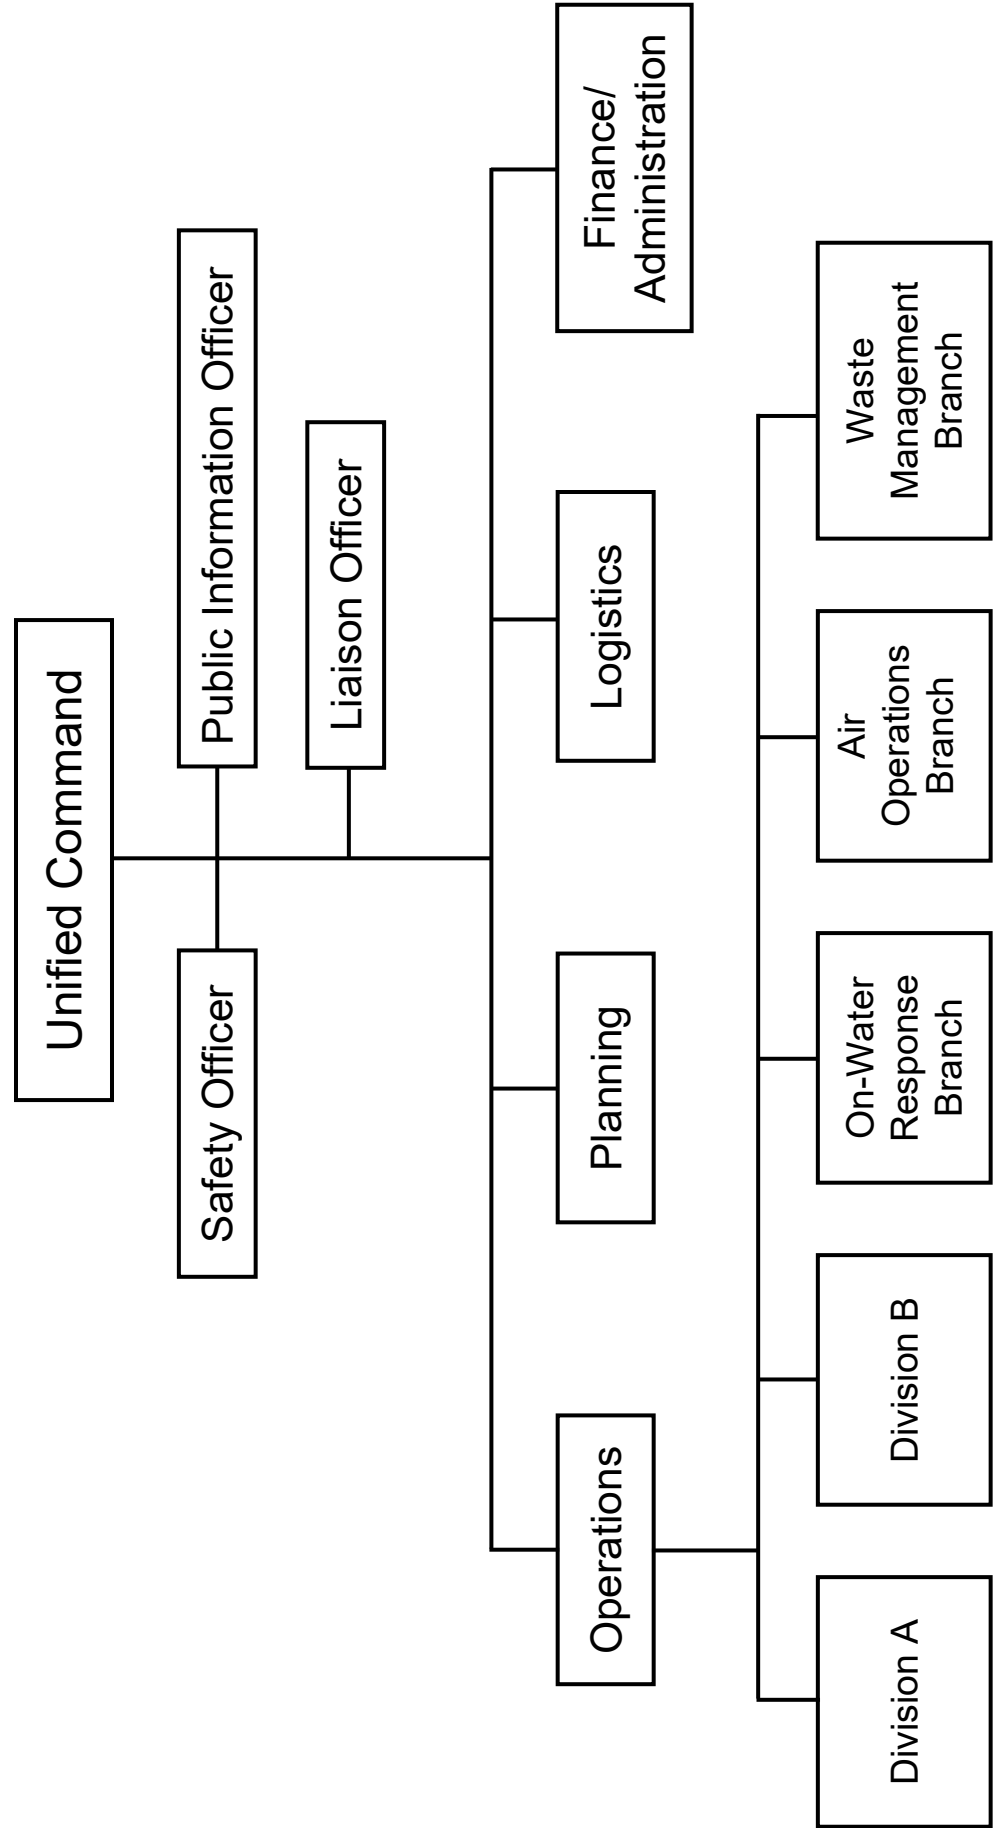 Unified Command
Safety Officer
Public Information Officer
Liaison Officer
Operations
Planning
Logistics
Finance/
Administration
Division A
Division B
On-Water
Response
Branch
Air
Operations
Branch
Waste
Management
Branch